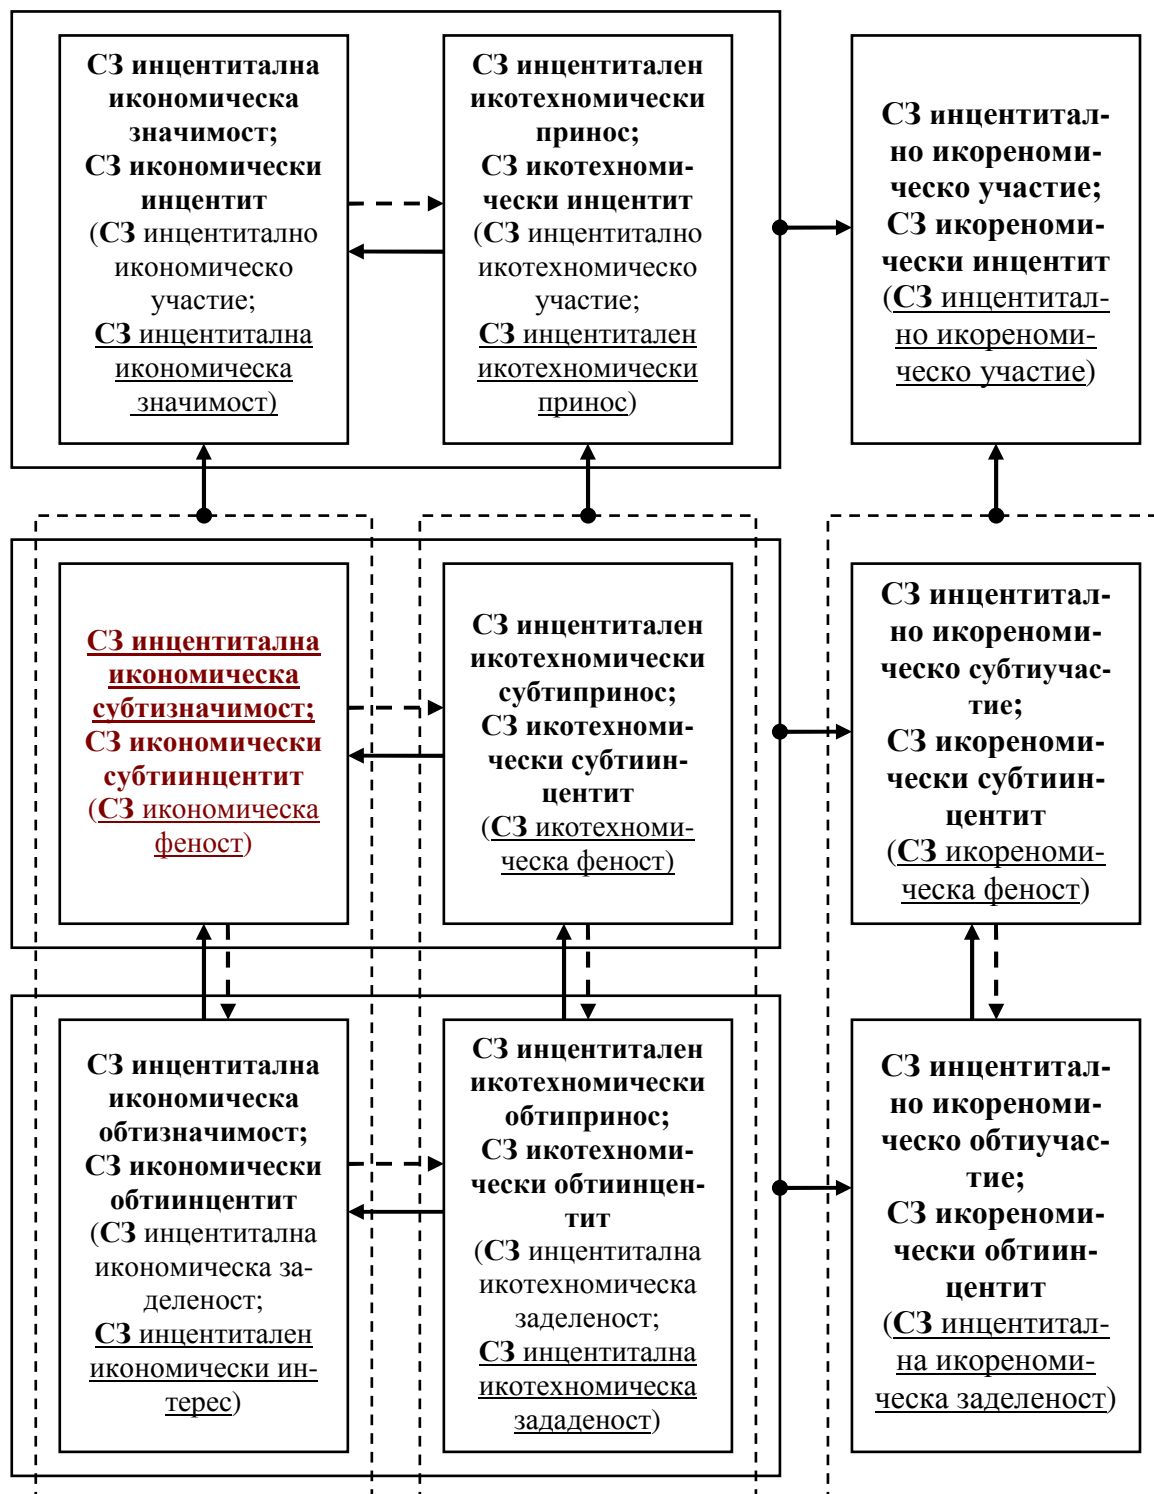 СЗ инцентитална
икономическа
значимост;
СЗ икономически
инцентит
(СЗ инцентитално
икономическо
участие;
СЗ инцентитална
икономическа
значимост)
СЗ инцентитален
икотехномически
принос;
СЗ икотехноми-
чески инцентит
(СЗ инцентитално
икотехномическо
участие;
СЗ инцентитален
икотехномически
принос)
СЗ инцентитал-
но икореноми-
ческо участие;
СЗ икореноми-
чески инцентит
(СЗ инцентитал-
но икореноми-
ческо участие)
СЗ инцентитална
икономическа
субтизначимост;
СЗ икономически
субтиинцентит
(СЗ икономическа
феност)
СЗ инцентитален
икотехномически
субтипринос;
СЗ икотехноми-
чески субтиин-
центит
(СЗ икотехноми-
ческа феност)
СЗ инцентитал-
но икореноми-
ческо субтиучас-
тие;
СЗ икореноми-
чески субтиин-
центит
(СЗ икореноми-
ческа феност)
СЗ инцентитална
икономическа
обтизначимост;
СЗ икономически
обтиинцентит
(СЗ инцентитална
икономическа за-
деленост;
СЗ инцентитален
икономически ин-
терес)
СЗ инцентитален
икотехномически
обтипринос;
СЗ икотехноми-
чески обтиинцен-
тит
(СЗ инцентитална
икотехномическа
заделеност;
СЗ инцентитална
икотехномическа
зададеност)
СЗ инцентитал-
но икореноми-
ческо обтиучас-
тие;
СЗ икореноми-
чески обтиин-
центит
(СЗ инцентитал-
на икореноми-
ческа заделеност)